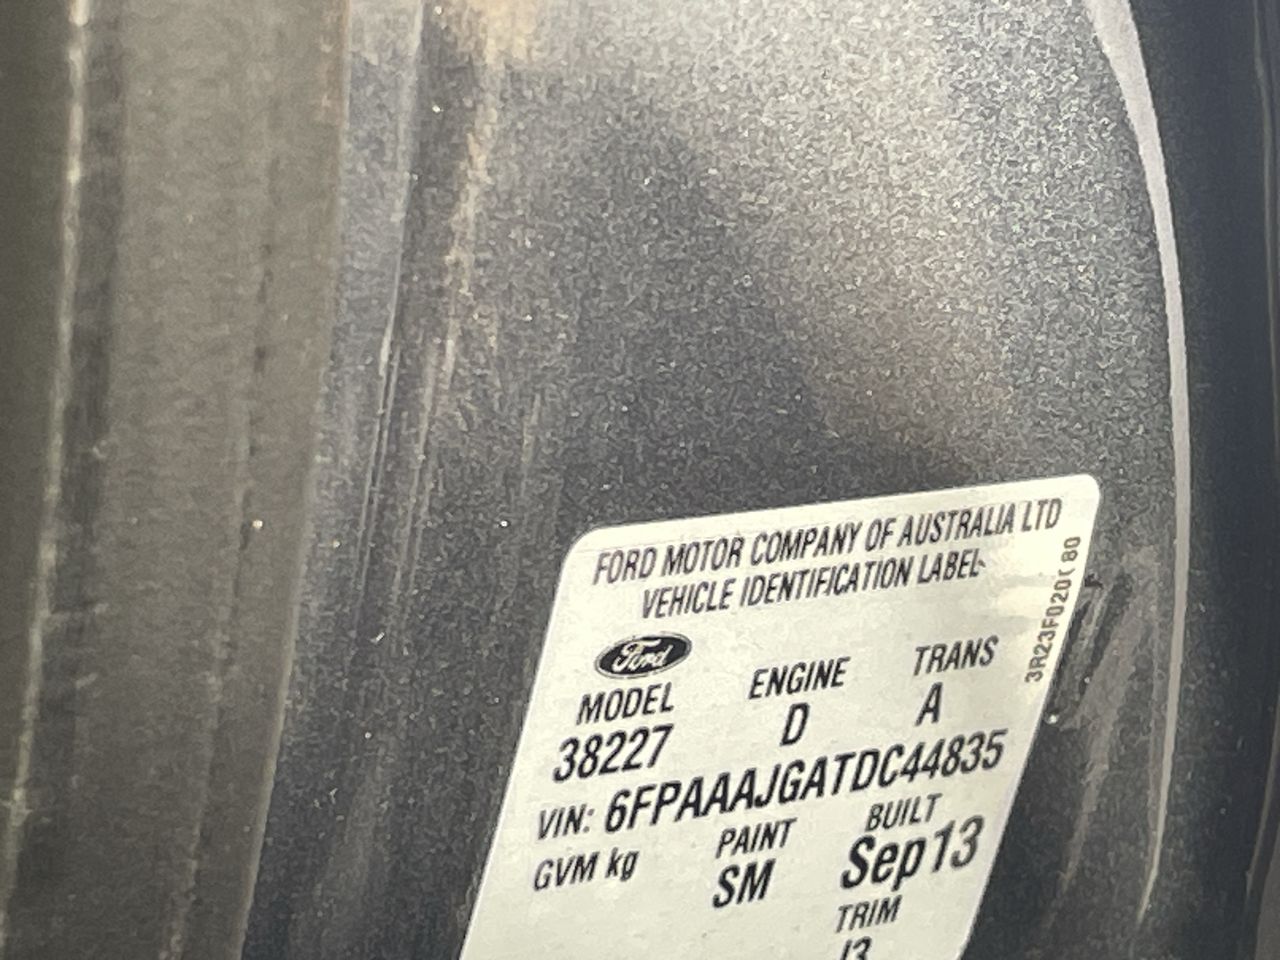 FORD MOTOR COMPANY OF AUSTRALIA LTD
VEHICLE IDENTIFICATION LABEL
Ford
MODEL ENGINE TRANS
38227 D A
VIN: 6FPAAAJGATDC44835
GVM kg PAINT BUILT
SM Sep13
TRIM